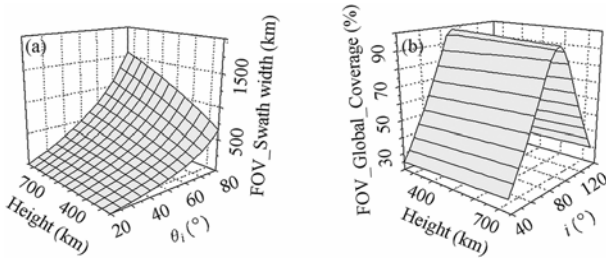 (a)
FOV_Swath width (km)
1500
500
700
400
Height (km)
20
40
60
80
θi (°)
(b)
FOV_Global_Coverage (%)
90
70
50
30
400
700
Height (km)
40
80
120
i (°)